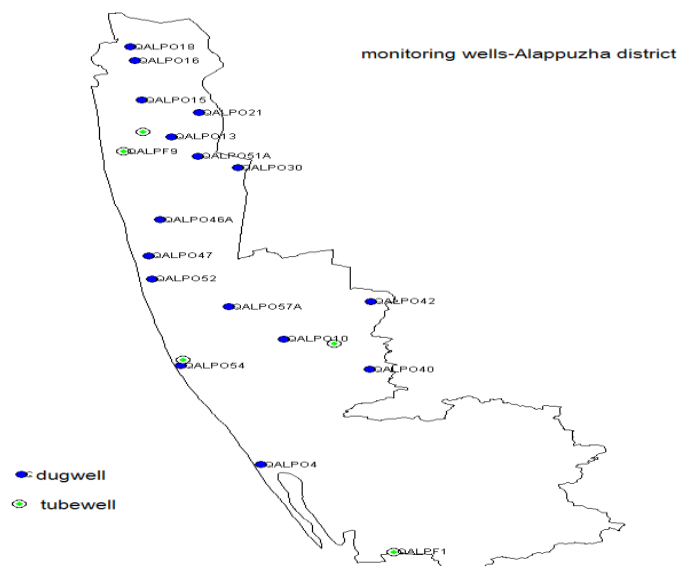 monitoring wells-Alappuzha district
QALPO18
QALPO16
QALPO15
QALPO21
QALPO13
QALPF9
QALPO51A
QALPO30
QALPO46A
QALPO47
QALPO52
QALPO42
QALPO57A
QALPO10
QALPO54
QALPO40
QALPO4
dugwell
tubewell
QALPF1